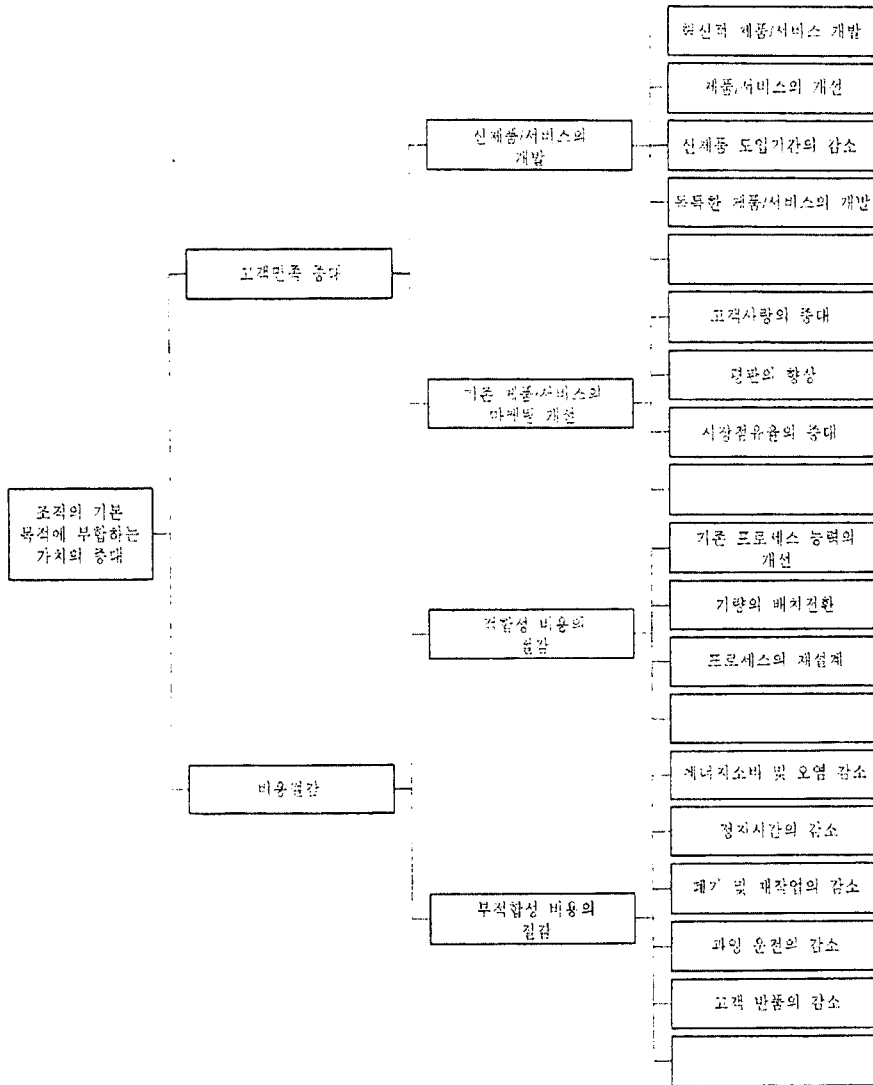 혁신적 제품/서비스 개발
제품/서비스의 개선
신제품/서비스의
개발
신제품 도입기간의 감소
독특한 제품/서비스의 개발
고객만족 증대
고객사랑의 증대
평판의 향상
기존 제품/서비스의
마케팅 개선
시장점유율의 증대
조직의 기본
목적에 부합하는
가치의 증대
기존 프로세스 능력의
개선
기량의 배치전환
적합성 비용의
절감
프로세스의 재설계
비용절감
에너지소비 및 오염 감소
정지시간의 감소
폐기 및 재작업의 감소
부적합성 비용의
절감
과잉 운전의 감소
고객 반품의 감소